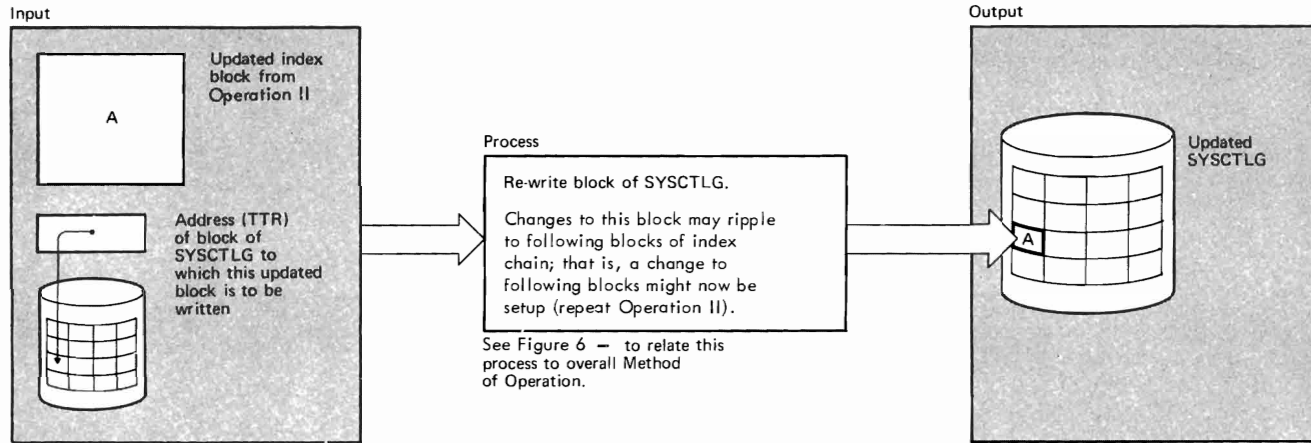 Input
Updated index
block from
Operation II
A
Address (TTR)
of block of
SYSCTLG to
which this updated
block is to be
written
Process
Re-write block of SYSCTLG.
Changes to this block may ripple
to following blocks of index
chain; that is, a change to
following blocks might now be
setup (repeat Operation II).
See Figure 6 — to relate this
process to overall Method
of Operation.
Output
Updated
SYSCTLG
A